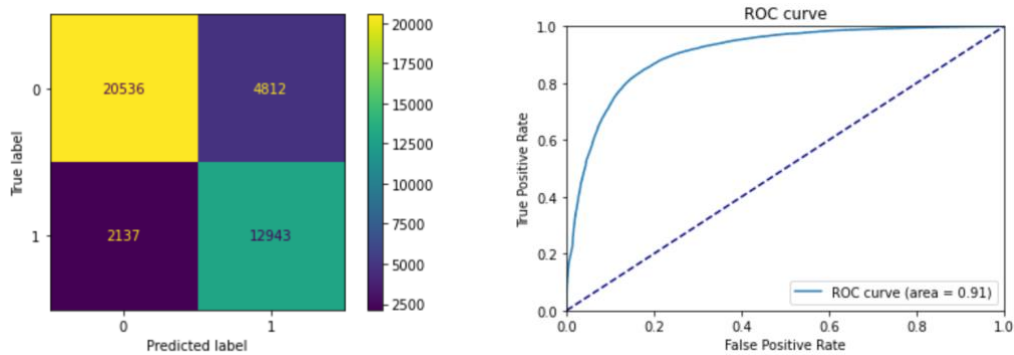 20536 4812
2137 12943
0
1
True label
0 1
Predicted label
20000
17500
15000
12500
10000
7500
5000
2500
ROC curve
1.0
0.8
0.6
0.4
0.2
0.0
True Positive Rate
ROC curve (area = 0.91)
0.0 0.2 0.4 0.6 0.8 1.0
False Positive Rate